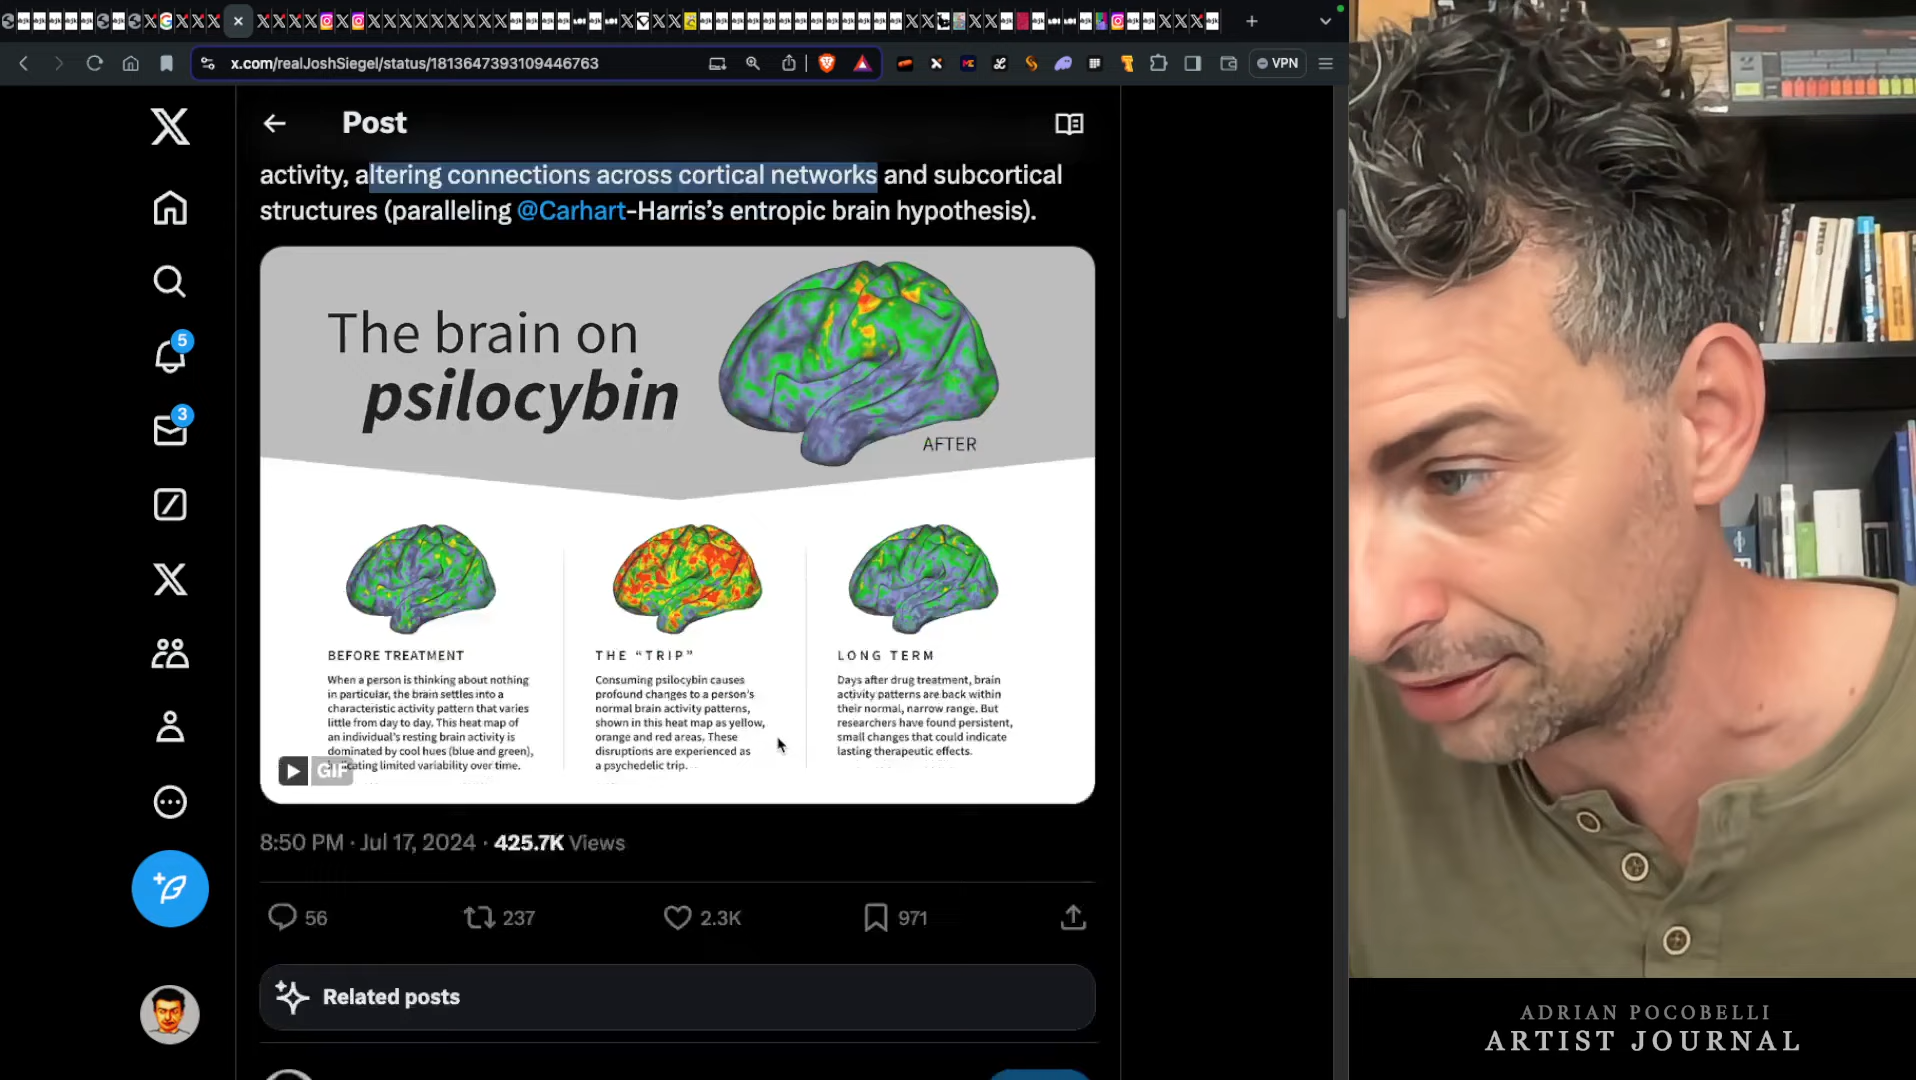 x.com/realJoshSiegel/status/1813647393109446763
VPN
Post
activity, altering connections across cortical networks and subcortical
structures (paralleling @Carhart-Harris's entropic brain hypothesis).
The brain on
psilocybin
AFTER
BEFORE TREATMENT
When a person is thinking about nothing
in particular, the brain settles into a
characteristic activity pattern that varies
little from day to day. This heat map of
an individual's resting brain activity is
dominated by cool hues (blue and green),
indicating limited variability over time.
THE “TRIP”
Consuming psilocybin causes
profound changes to a person's
normal brain activity patterns,
shown in this heat map as yellow,
orange and red areas. These
disruptions are experienced as
a psychedelic trip.
LONG TERM
Days after drug treatment, brain
activity patterns are back within
their normal, narrow range. But
researchers have found persistent,
small changes that could indicate
lasting therapeutic effects.
GIF
5
3
8:50 PM · Jul 17, 2024 · 425.7K Views
56
237
2.3K
971
Related posts
ADRIAN POCOBELLI
ARTIST JOURNAL